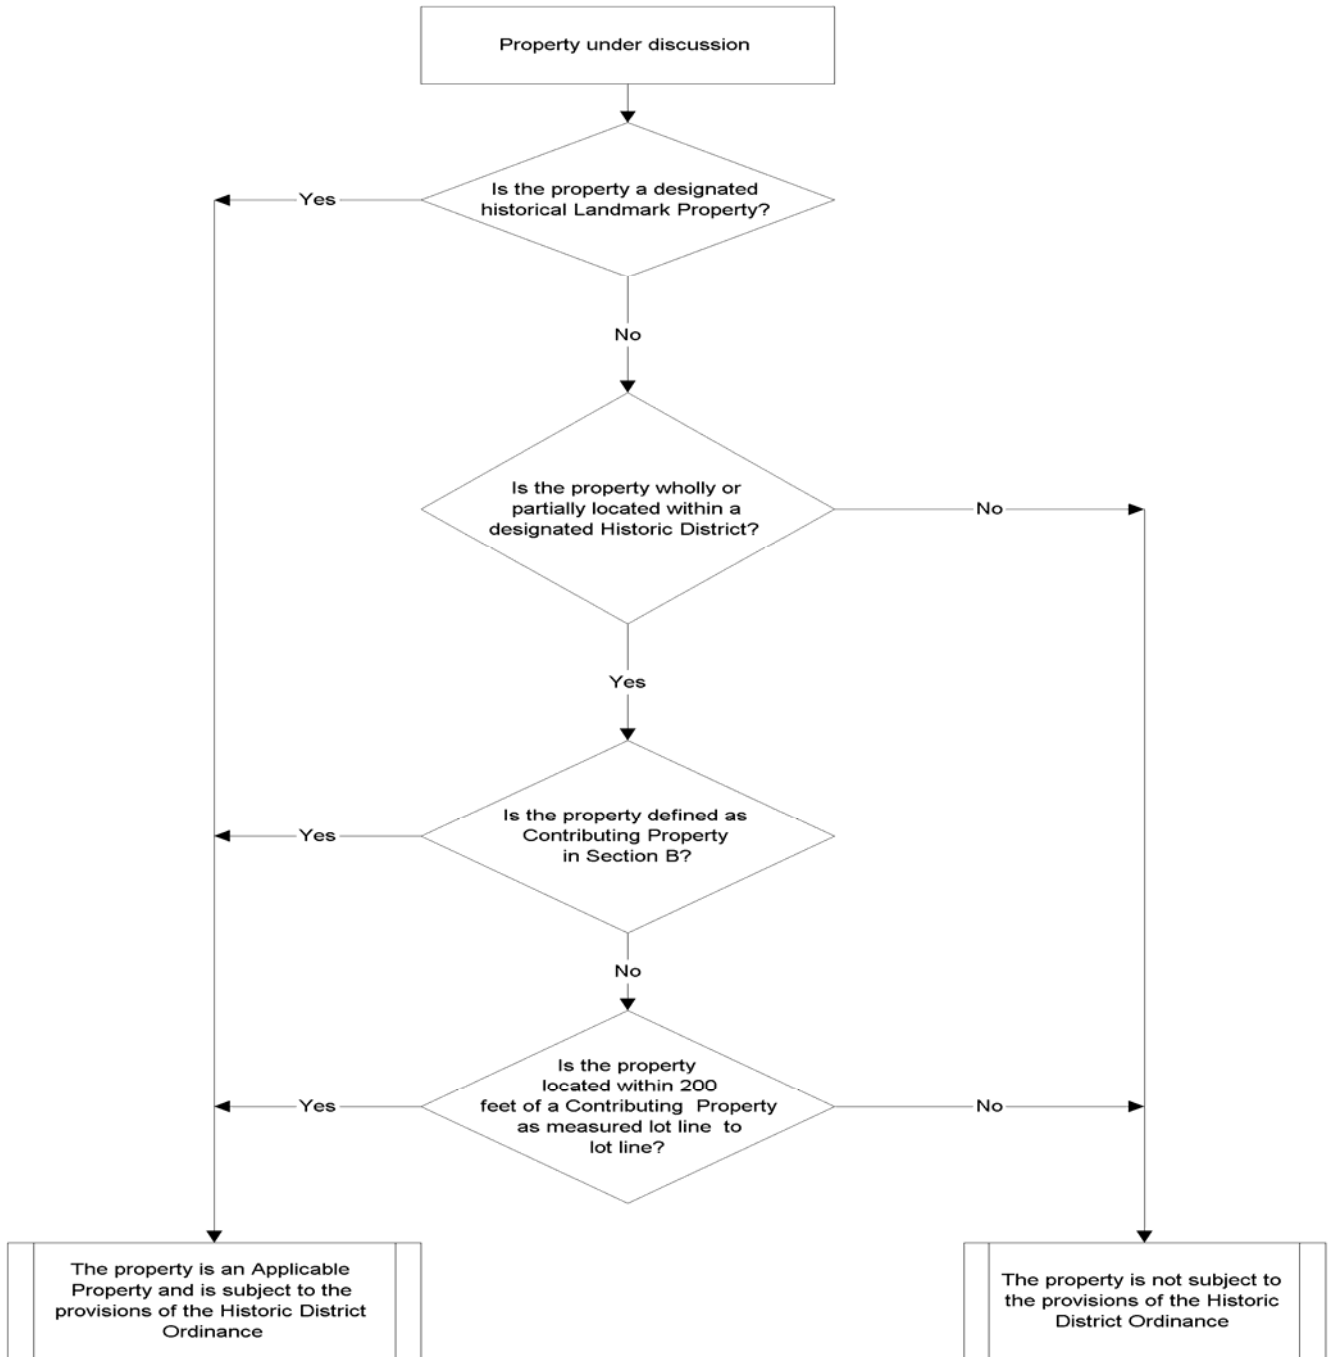 Property under discussion
Is the property a designated
historical Landmark Property?
Yes
No
Is the property wholly or
partially located within a
designated Historic District?
No
Yes
Is the property defined as
Contributing Property
in Section B?
Yes
No
Is the property
located within 200
feet of a Contributing Property
as measured lot line to
lot line?
Yes
No
The property is an Applicable
Property and is subject to the
provisions of the Historic District
Ordinance
The property is not subject to
the provisions of the Historic
District Ordinance